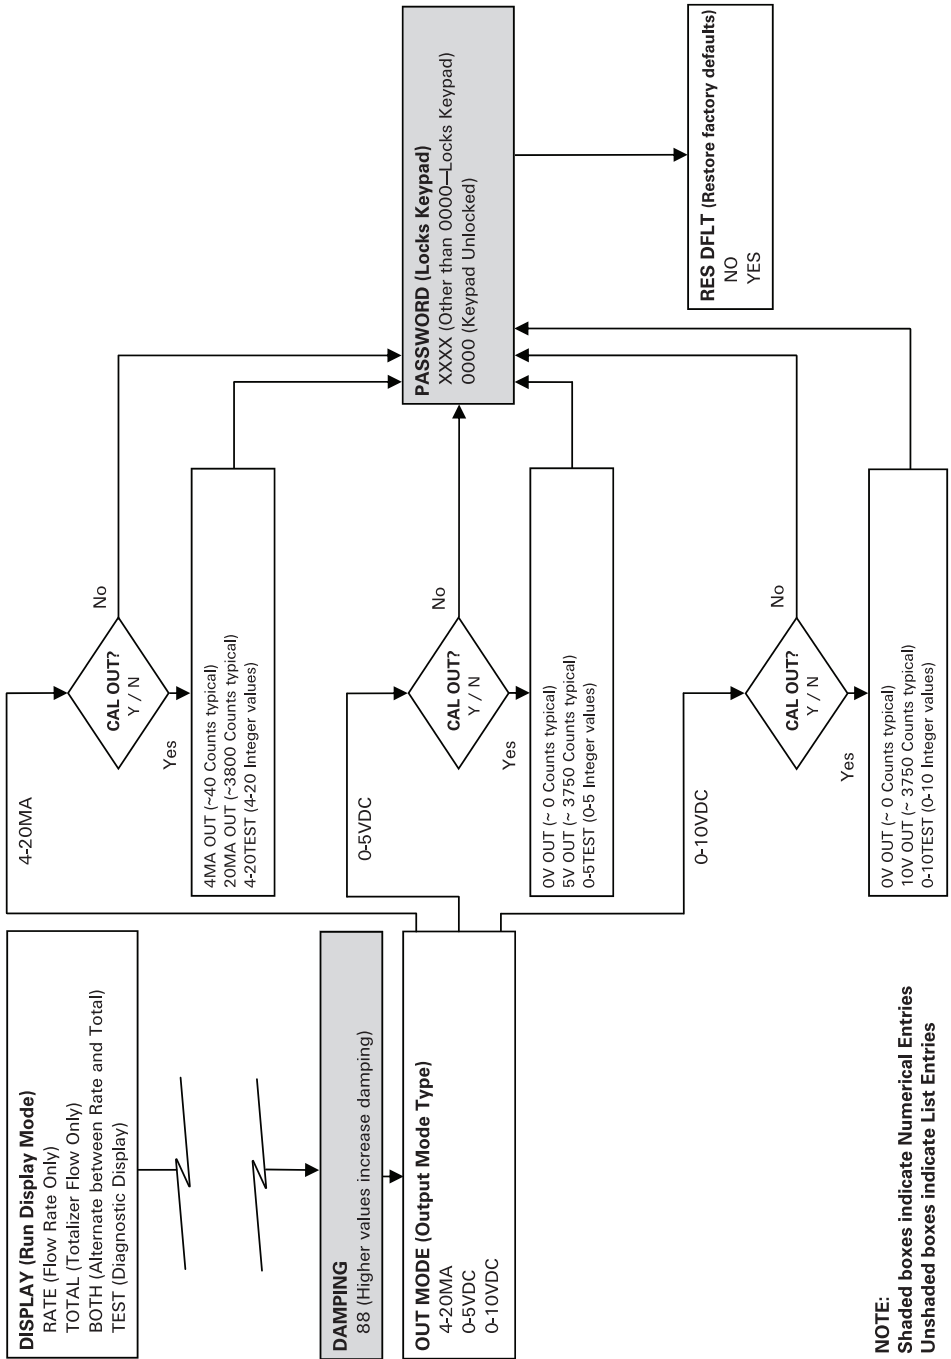 DISPLAY (Run Display Mode)
RATE (Flow Rate Only)
TOTAL (Totalizer Flow Only)
BOTH (Alternate between Rate and Total)
TEST (Diagnostic Display)
DAMPING
88 (Higher values increase damping)
OUT MODE (Output Mode Type)
4-20MA
0-5VDC
0-10VDC
4-20MA
CAL OUT?
Y / N
No
Yes
4MA OUT (~40 Counts typical)
20MA OUT (~3800 Counts typical)
4-20TEST (4-20 Integer values)
0-5VDC
CAL OUT?
Y / N
No
Yes
0V OUT (~ 0 Counts typical)
5V OUT (~ 3750 Counts typical)
0-5TEST (0-5 Integer values)
0-10VDC
CAL OUT?
Y / N
No
Yes
0V OUT (~ 0 Counts typical)
10V OUT (~ 3750 Counts typical)
0-10TEST (0-10 Integer values)
PASSWORD (Locks Keypad)
XXXX (Other than 0000—Locks Keypad)
0000 (Keypad Unlocked)
RES DFLT (Restore factory defaults)
NO
YES
NOTE:
Shaded boxes indicate Numerical Entries
Unshaded boxes indicate List Entries